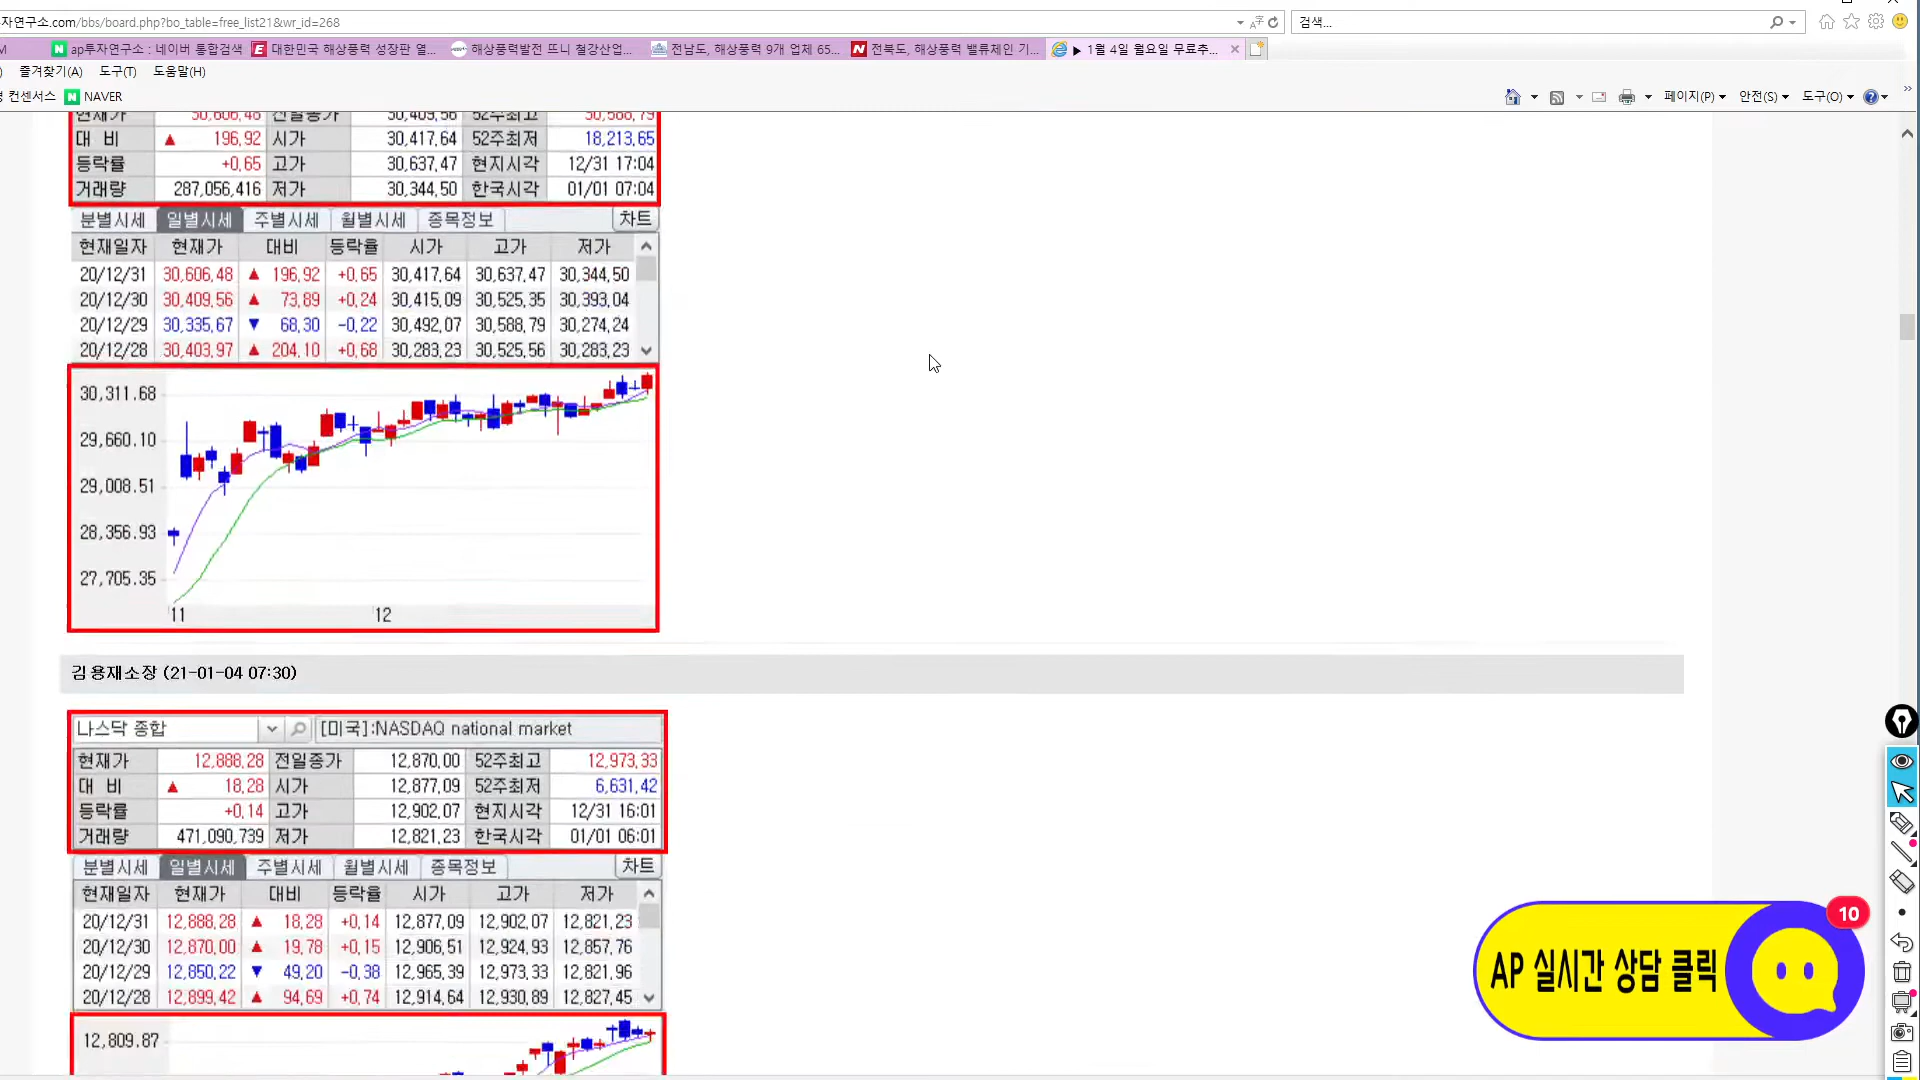 자연구소.com/bbs/board.php?bo_table=free_list21&wr_id=268
검색...
M
ap투자연구소 : 네이버 통합검색
대한민국 해상풍력 성장판 열...
해상풍력발전 뜨니 철강산업...
전남도, 해상풍력 9개 업체 65...
전북도, 해상풍력 밸류체인 기...
▶ 1월 4일 월요일 무료추...
즐겨찾기(A) 도구(T) 도움말(H)
컨센서스 NAVER
페이지(P) 안전(S) 도구(O)
현재가 30,606,48 전일종가 30,409,56 52주최고 30,588,79
대 비 ▲ 196,92 시가 30,417,64 52주최저 18,213,65
등락률 +0,65 고가 30,637,47 현지시각 12/31 17:04
거래량 287,056,416 저가 30,344,50 한국시각 01/01 07:04
분별시세 일별시세 주별시세 월별시세 종목정보 차트
현재일자 현재가 대비 등락율 시가 고가 저가
20/12/31 30,606,48 ▲ 196,92 +0,65 30,417,64 30,637,47 30,344,50
20/12/30 30,409,56 ▲ 73,89 +0,24 30,415,09 30,525,35 30,393,04
20/12/29 30,335,67 ▼ 68,30 -0,22 30,492,07 30,588,79 30,274,24
20/12/28 30,403,97 ▲ 204,10 +0,68 30,283,23 30,525,56 30,283,23
30,311.68
29,660.10
29,008.51
28,356.93
27,705.35
11 12
김용재소장 (21-01-04 07:30)
나스닥 종합 [미국]:NASDAQ national market
현재가 12,888,28 전일종가 12,870,00 52주최고 12,973,33
대 비 ▲ 18,28 시가 12,877,09 52주최저 6,631,42
등락률 +0,14 고가 12,902,07 현지시각 12/31 16:01
거래량 471,090,739 저가 12,821,23 한국시각 01/01 06:01
분별시세 일별시세 주별시세 월별시세 종목정보 차트
현재일자 현재가 대비 등락율 시가 고가 저가
20/12/31 12,888,28 ▲ 18,28 +0,14 12,877,09 12,902,07 12,821,23
20/12/30 12,870,00 ▲ 19,78 +0,15 12,906,51 12,924,93 12,857,76
20/12/29 12,850,22 ▼ 49,20 -0,38 12,965,39 12,973,33 12,821,96
20/12/28 12,899,42 ▲ 94,69 +0,74 12,914,64 12,930,89 12,827,45
12,809.87
AP 실시간 상담 클릭
10